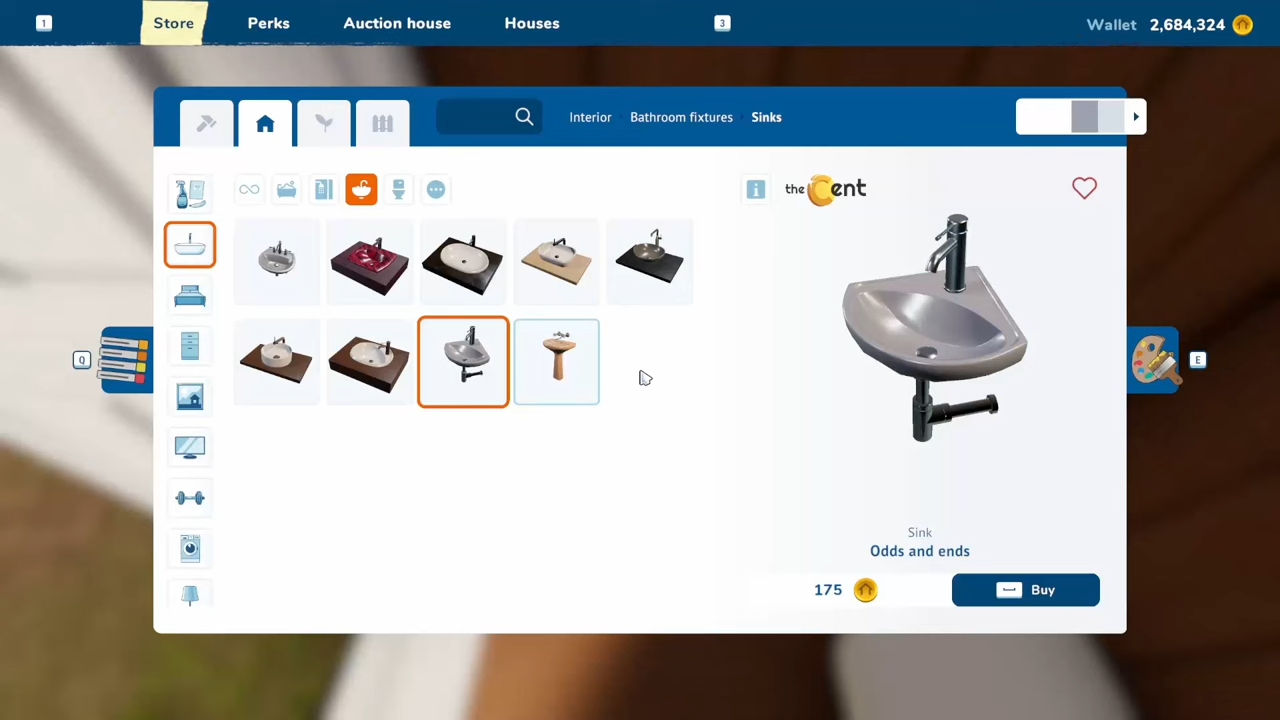 1
Store
Perks
Auction house
Houses
3
Wallet 2,684,324
Interior
Bathroom fixtures
Sinks
i
the Cent
Q
E
Sink
Odds and ends
175
Buy